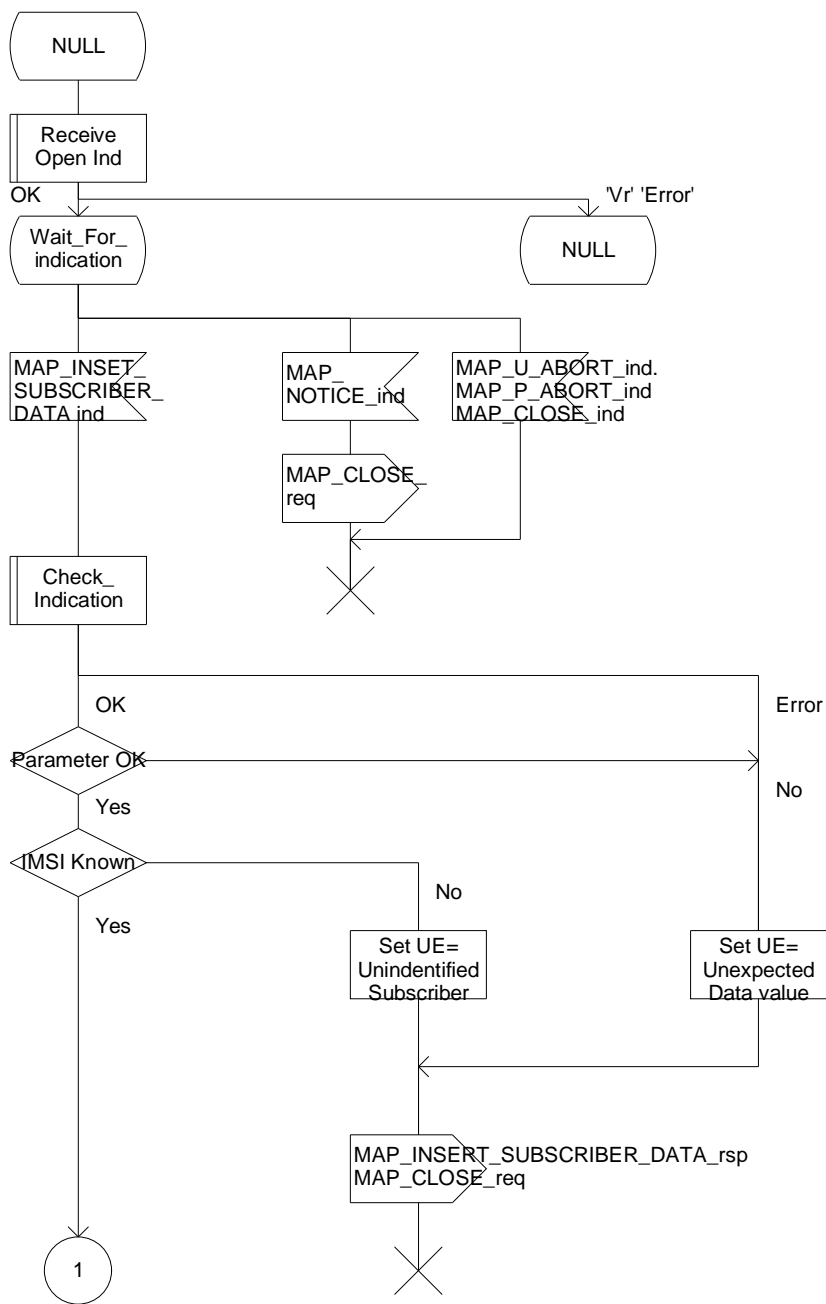 NULL
Receive
Open Ind
OK
'Vr' 'Error'
Wait_For_
indication
NULL
MAP_INSET_
SUBSCRIBER_
DATA ind
MAP_
NOTICE_ind
MAP_U_ABORT_ind.
MAP_P_ABORT_ind
MAP_CLOSE_ind
MAP_CLOSE_
req
Check_
Indication
OK
Error
Parameter OK
No
Yes
IMSI Known
No
Yes
Set UE=
Unidentified
Subscriber
Set UE=
Unexpected
Data value
MAP_INSERT_SUBSCRIBER_DATA_rsp
MAP_CLOSE_req
1